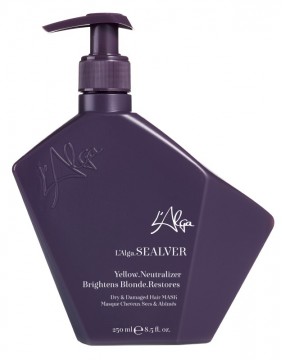 L'Alga
L'Alga
L'Alga.SEALVER
Yellow.Neutralizer
Brightens Blonde.Restores
Dry & Damaged Hair MASK
Masque Cheveux Secs & Abîmés
250 ml ℮ 8.5 fl. oz.